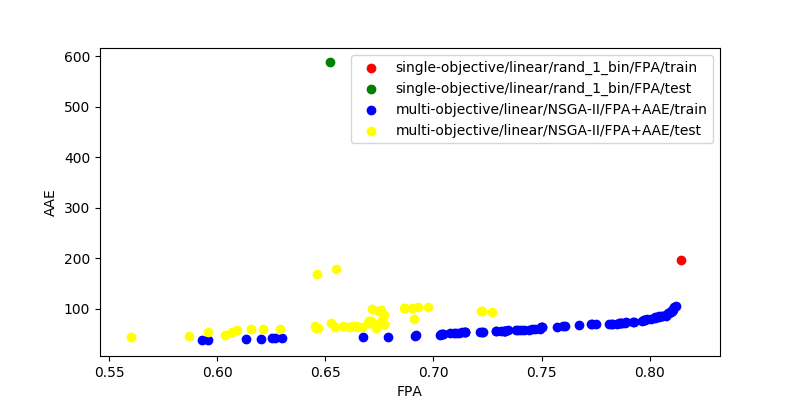 600
500
400
300
200
100
AAE
0.55
0.60
0.65
0.70
0.75
0.80
FPA
single-objective/linear/rand_1_bin/FPA/train
single-objective/linear/rand_1_bin/FPA/test
multi-objective/linear/NSGA-II/FPA+AAE/train
multi-objective/linear/NSGA-II/FPA+AAE/test